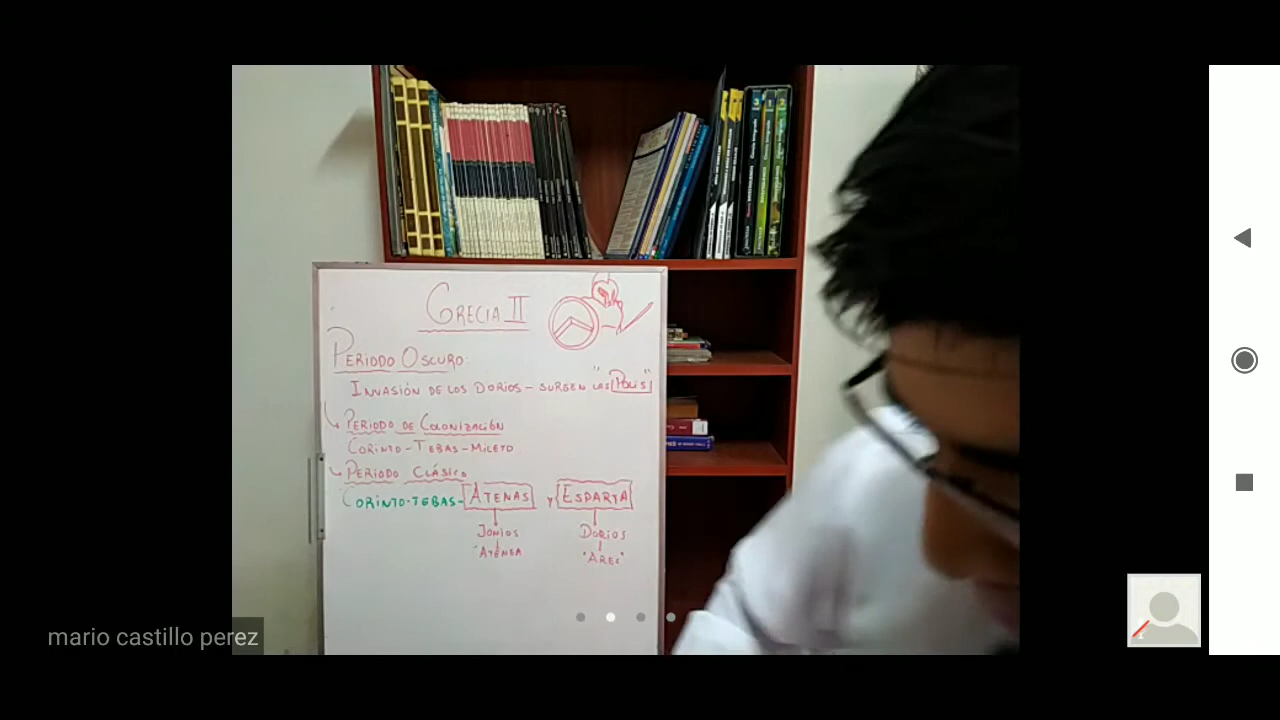 GRECIA II
PERIODO OSCURO:
INVASIÓN DE LOS DORIOS - SURGEN LAS "POLIS"
PERIODO DE COLONIZACIÓN
CORINTO - TEBAS - MILETO
PERIODO CLÁSICO
CORINTO - TEBAS - ATENAS Y ESPARTA
JONIOS DORIOS
"ATENEA "ARES"
mario castillo perez